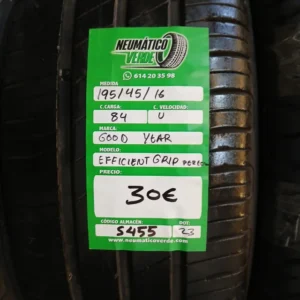 NEUMÁTICO
VERDE
614 20 35 98
MEDIDA
195/45/16
C. CARGA: C. VELOCIDAD:
84 U
MARCA:
GOOD YEAR
MODELO:
EFFICIENT GRIP
PRECIO:
30€
CÓDIGO ALMACÉN: DOT:
S455 23
neumaticoverde.com